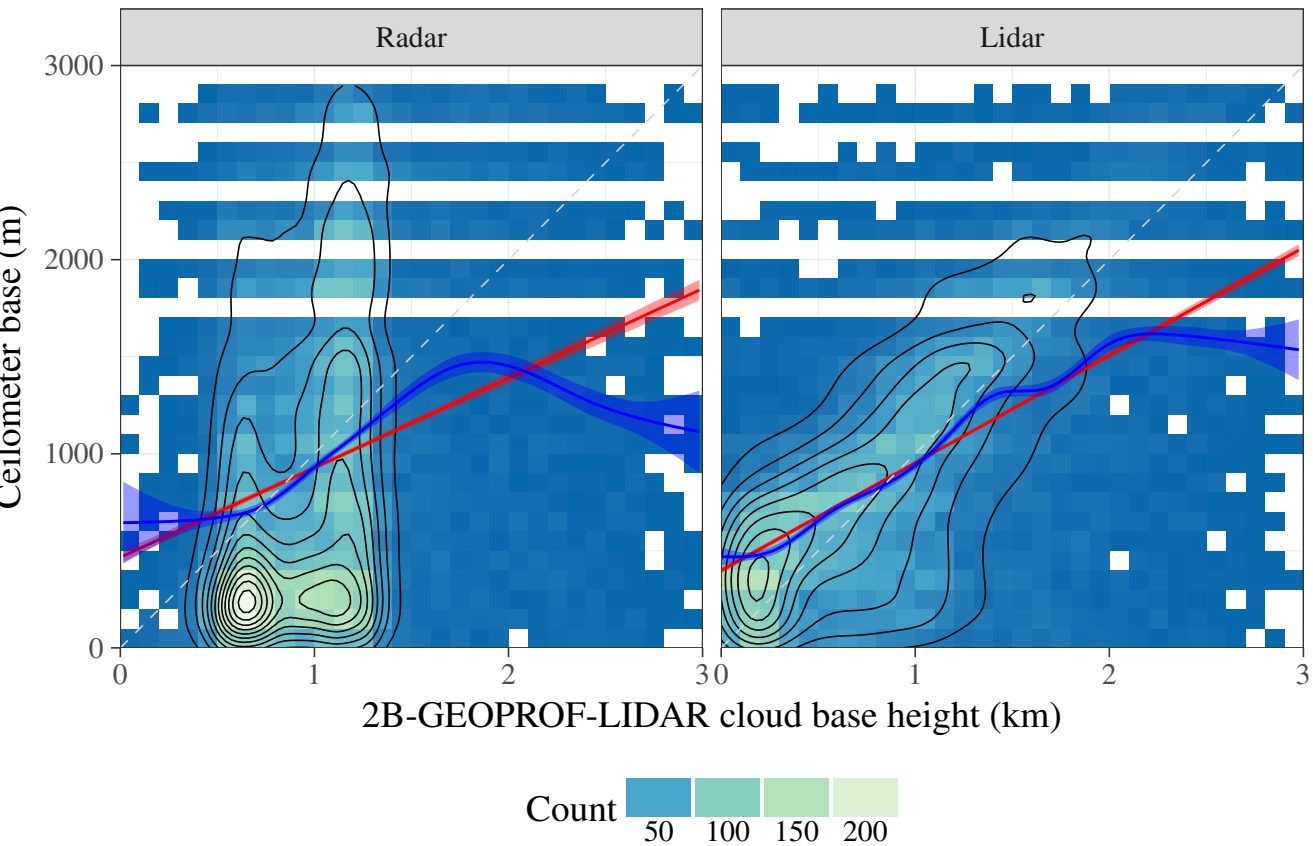 Radar
Lidar
3000
2000
1000
0
Ceilometer base (m)
0 1 2 3
0 1 2 3
2B-GEOPROF-LIDAR cloud base height (km)
Count
50 100 150 200